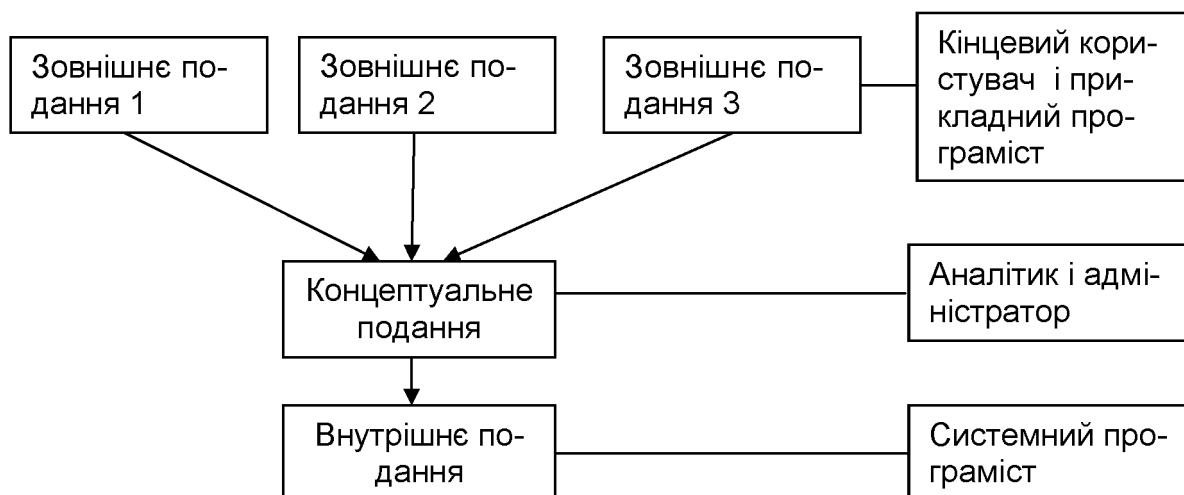 Зовнішнє по-
дання 1
Зовнішнє по-
дання 2
Зовнішнє по-
дання 3
Кінцевий кори-
стувач і при-
кладний про-
граміст
Концептуальне
подання
Аналітик і адмі-
ністратор
Внутрішнє по-
дання
Системний про-
граміст